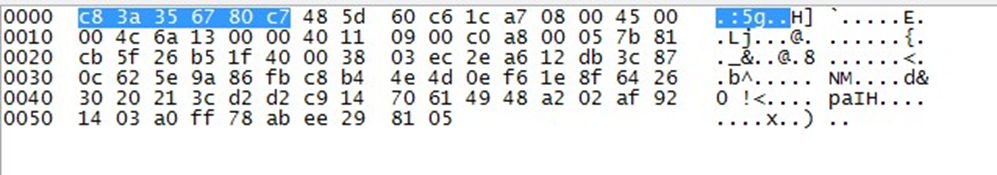 0000  c8 3a 35 67 80 c7 48 5d  60 c6 1c a7 08 00 45 00  .:5g..H] `.....E.
0010  00 4c 6a 13 00 00 40 11  09 00 c0 a8 00 05 7b 81  .Lj...@. ......{.
0020  cb 5f 26 b5 1f 40 00 38  03 ec 2e a6 12 db 3c 87  ._&..@.8 ......<.
0030  0c 62 5e 9a 86 fb c8 b4  4e 4d 0e f6 1e 8f 64 26  .b^..... NM....d&
0040  30 20 21 3c d2 d2 c9 14  70 61 49 48 a2 02 af 92  0 !<.... paIH....
0050  14 03 a0 ff 78 ab ee 29  81 05  ....x..) ..